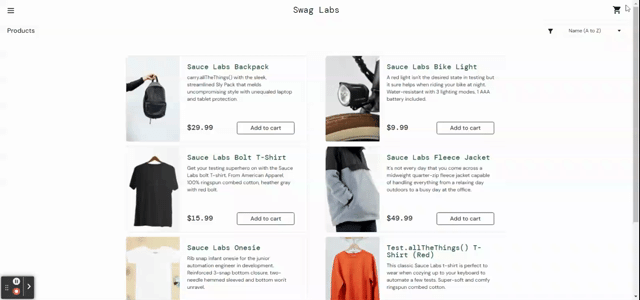 Swag Labs
Products
Name (A to Z)
Sauce Labs Backpack
carry.allTheThings() with the sleek,
streamlined Sly Pack that melds
uncompromising style with unequaled laptop
and tablet protection.
$29.99
Add to cart
Sauce Labs Bike Light
A red light isn't the desired state in testing but
it sure helps when riding your bike at night.
Water-resistant with 3 lighting modes, 1 AAA
battery included.
$9.99
Add to cart
Sauce Labs Bolt T-Shirt
Get your testing superhero on with the Sauce
Labs bolt T-shirt. From American Apparel,
100% ringspun combed cotton, heather gray
with red bolt.
$15.99
Add to cart
Sauce Labs Fleece Jacket
It's not every day that you come across a
midweight quarter-zip fleece jacket capable
of handling everything from a relaxing day
outdoors to a busy day at the office.
$49.99
Add to cart
Sauce Labs Onesie
Rib snap infant onesie for the junior
automation engineer in development.
Reinforced 3-snap bottom closure, two-
needle hemmed sleeved and bottom won't
unravel.
Test.allTheThings() T-
Shirt (Red)
This classic Sauce Labs t-shirt is perfect to
wear when cozying up to your keyboard to
automate a few tests. Super-soft and comfy
ringspun combed cotton.